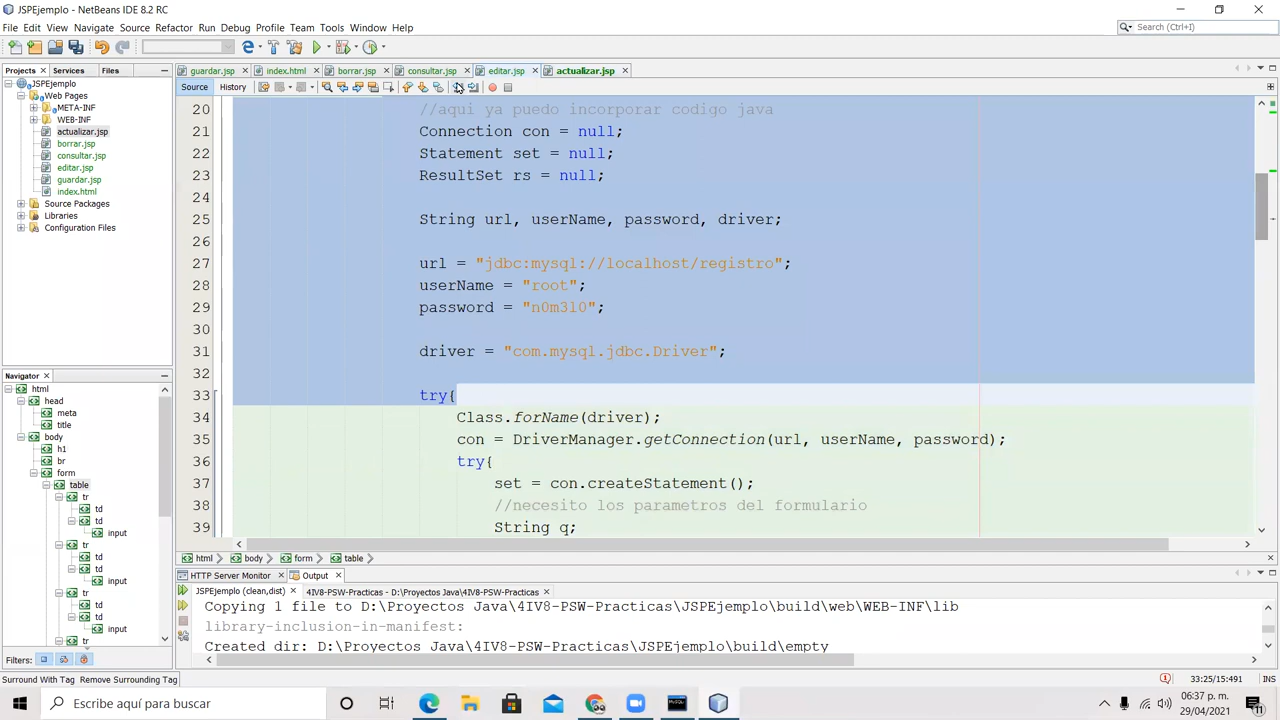 JSPEjemplo - NetBeans IDE 8.2 RC
File Edit View Navigate Source Refactor Run Debug Profile Team Tools Window Help
Search (Ctrl+I)
Projects Services Files
guardar.jsp index.html borrar.jsp consultar.jsp editar.jsp actualizar.jsp
Source History
JSPEjemplo
Web Pages
META-INF
WEB-INF
actualizar.jsp
borrar.jsp
consultar.jsp
editar.jsp
guardar.jsp
index.html
Source Packages
Libraries
Configuration Files
20 //aqui ya puedo incorporar codigo java
21 Connection con = null;
22 Statement set = null;
23 ResultSet rs = null;
24
25 String url, userName, password, driver;
26
27 url = "jdbc:mysql://localhost/registro";
28 userName = "root";
29 password = "n0m3l0";
30
31 driver = "com.mysql.jdbc.Driver";
32
33 try{
34 Class.forName(driver);
35 con = DriverManager.getConnection(url, userName, password);
36 try{
37 set = con.createStatement();
38 //necesito los parametros del formulario
39 String q;
Navigator
html
head
meta
title
body
h1
br
form
table
tr
td
td
input
tr
td
td
input
tr
td
td
input
tr
Filters:
html body form table
HTTP Server Monitor Output
JSPEjemplo (clean,dist) 4IV8-PSW-Practicas - D:\Proyectos Java\4IV8-PSW-Practicas
Copying 1 file to D:\Proyectos Java\4IV8-PSW-Practicas\JSPEjemplo\build\web\WEB-INF\lib
library-inclusion-in-manifest:
Created dir: D:\Proyectos Java\4IV8-PSW-Practicas\JSPEjemplo\build\empty
Surround With Tag Remove Surrounding Tag
33:25/15:491 INS
Escribe aquí para buscar
06:37 p. m.
29/04/2021